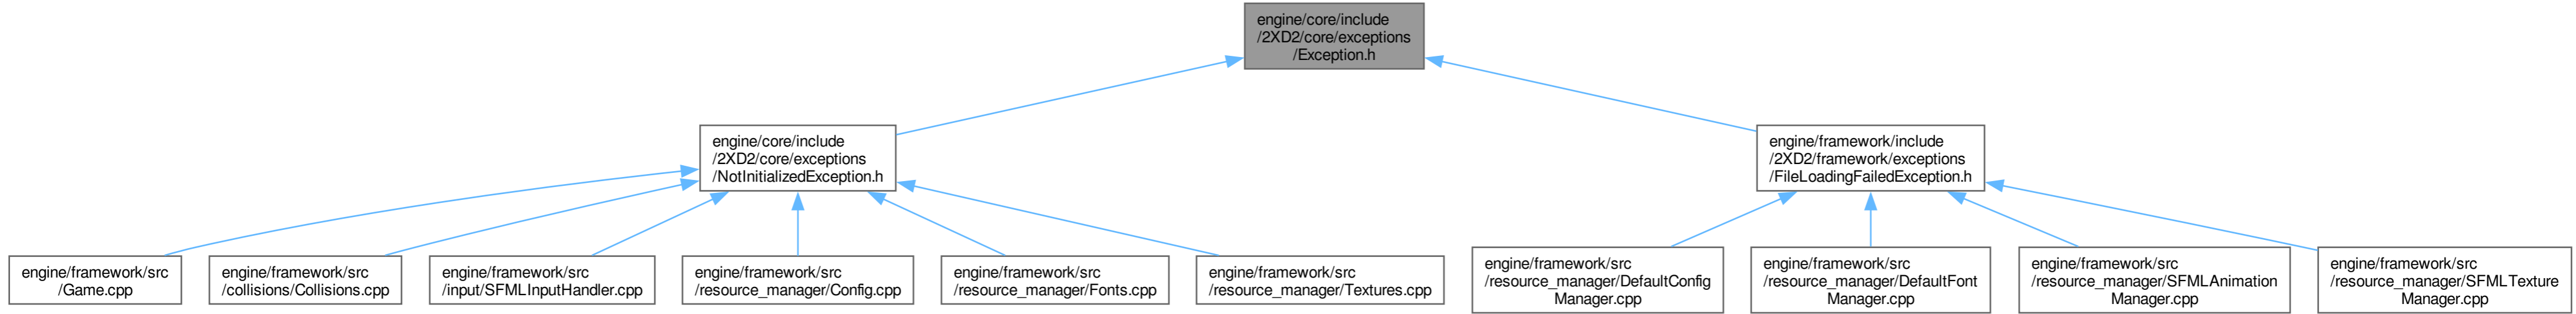 engine/core/include
/2XD2/core/exceptions
/Exception.h
engine/core/include
/2XD2/core/exceptions
/NotInitializedException.h
engine/framework/include
/2XD2/framework/exceptions
/FileLoadingFailedException.h
engine/framework/src
/Game.cpp
engine/framework/src
/collisions/Collisions.cpp
engine/framework/src
/input/SFMLInputHandler.cpp
engine/framework/src
/resource_manager/Config.cpp
engine/framework/src
/resource_manager/Fonts.cpp
engine/framework/src
/resource_manager/Textures.cpp
engine/framework/src
/resource_manager/DefaultConfig
Manager.cpp
engine/framework/src
/resource_manager/DefaultFont
Manager.cpp
engine/framework/src
/resource_manager/SFMLAnimation
Manager.cpp
engine/framework/src
/resource_manager/SFMLTexture
Manager.cpp